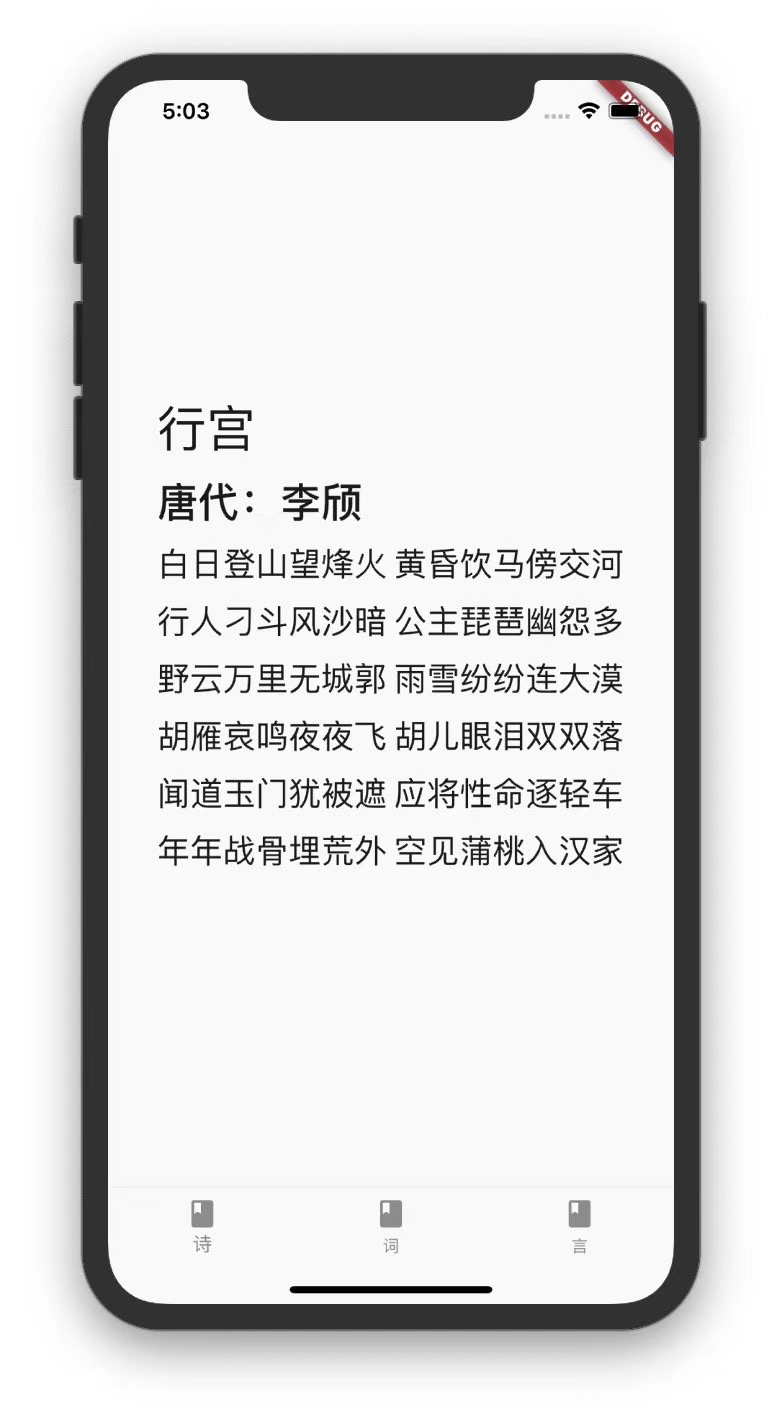 5:03
DEBUG
行宫
唐代：李颀
白日登山望烽火 黄昏饮马傍交河
行人刁斗风沙暗 公主琵琶幽怨多
野云万里无城郭 雨雪纷纷连大漠
胡雁哀鸣夜夜飞 胡儿眼泪双双落
闻道玉门犹被遮 应将性命逐轻车
年年战骨埋荒外 空见蒲桃入汉家
诗
词
言